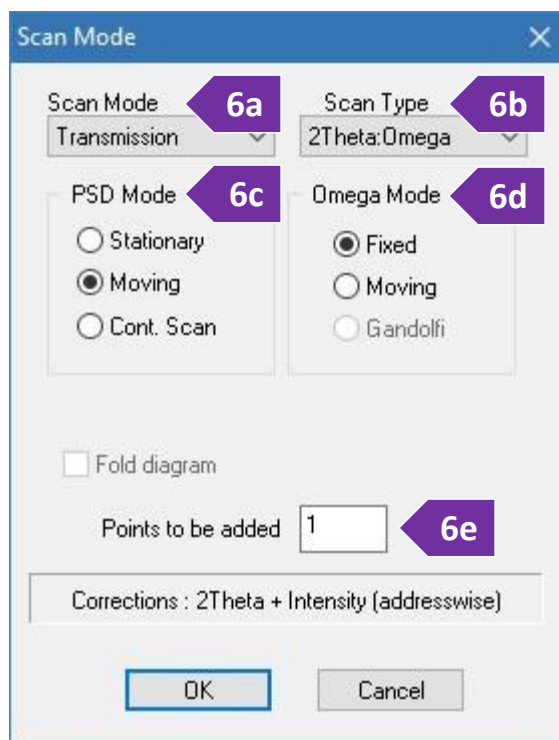 Scan Mode
Scan Mode 6a Scan Type 6b
Transmission 2Theta:Omega
PSD Mode 6c Omega Mode 6d
Stationary Fixed
Moving Moving
Cont. Scan Gandolfi
Fold diagram
Points to be added 1 6e
Corrections : 2Theta + Intensity (addresswise)
OK Cancel